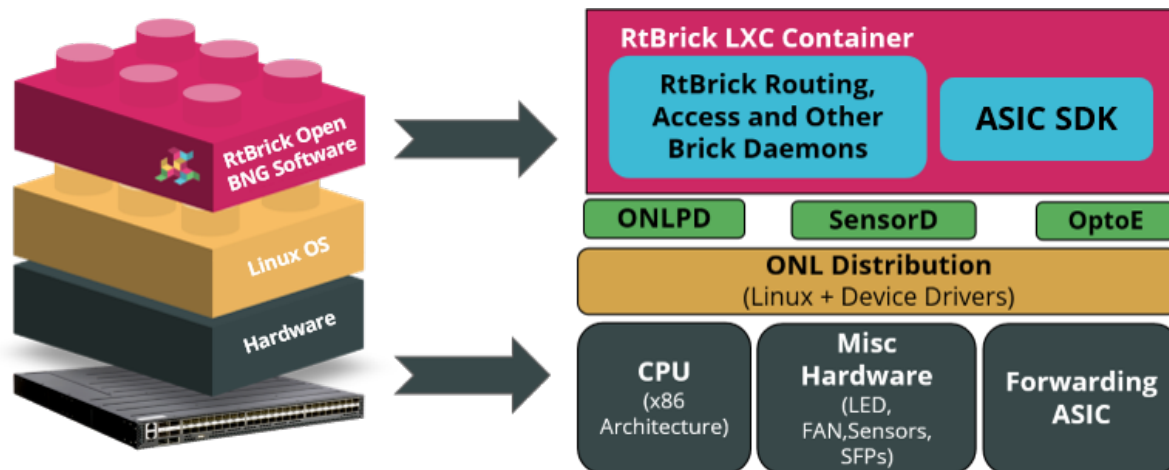 RtBrick Open
BNG Software
Linux OS
Hardware
RtBrick LXC Container
RtBrick Routing,
Access and Other
Brick Daemons
ASIC SDK
ONLPD
SensorD
OptoE
ONL Distribution
(Linux + Device Drivers)
CPU
(x86
Architecture)
Misc
Hardware
(LED,
FAN,Sensors,
SFPs)
Forwarding
ASIC